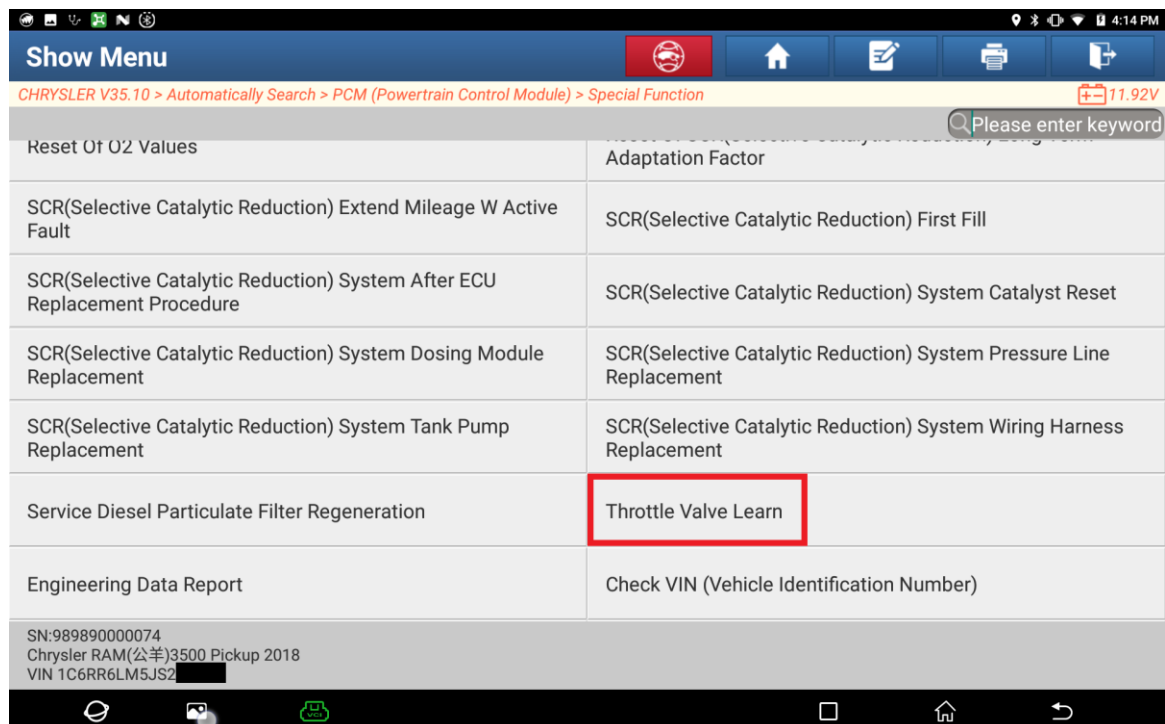 4:14 PM
Show Menu
CHRYSLER V35.10 > Automatically Search > PCM (Powertrain Control Module) > Special Function
11.92V
Please enter keyword
Reset Of O2 Values
Adaptation Factor
SCR(Selective Catalytic Reduction) Extend Mileage W Active
Fault
SCR(Selective Catalytic Reduction) First Fill
SCR(Selective Catalytic Reduction) System After ECU
Replacement Procedure
SCR(Selective Catalytic Reduction) System Catalyst Reset
SCR(Selective Catalytic Reduction) System Dosing Module
Replacement
SCR(Selective Catalytic Reduction) System Pressure Line
Replacement
SCR(Selective Catalytic Reduction) System Tank Pump
Replacement
SCR(Selective Catalytic Reduction) System Wiring Harness
Replacement
Service Diesel Particulate Filter Regeneration
Throttle Valve Learn
Engineering Data Report
Check VIN (Vehicle Identification Number)
SN:989890000074
Chrysler RAM(公羊)3500 Pickup 2018
VIN 1C6RR6LM5JS2
VCI